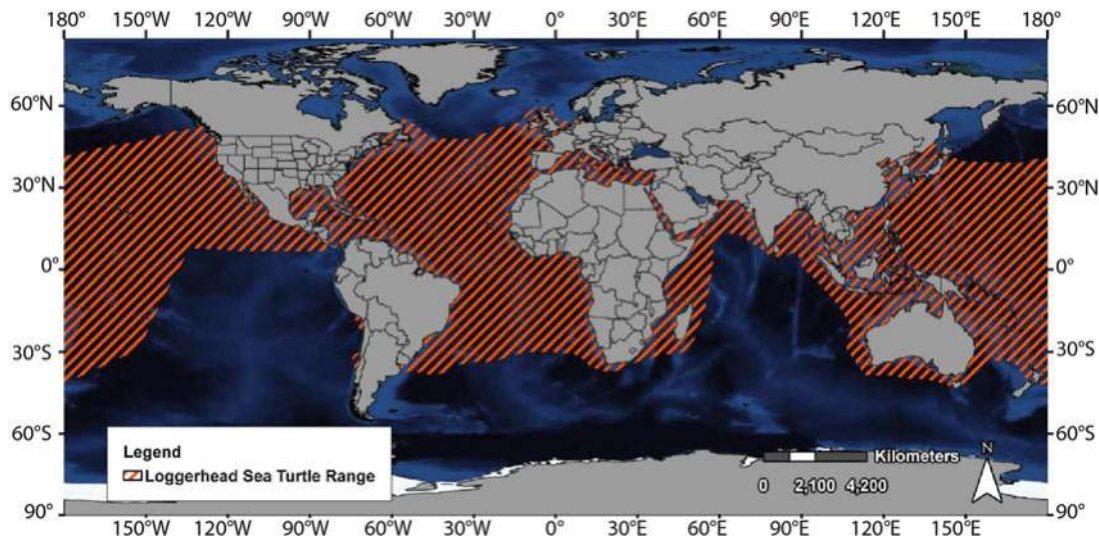 180° 150°W 120°W 90°W 60°W 30°W 0° 30°E 60°E 90°E 120°E 150°E 180°
60°N 60°N
30°N 30°N
0° 0°
30°S 30°S
60°S 60°S
Legend
Loggerhead Sea Turtle Range
Kilometers
N
0 2,100 4,200
90° 90°
150°W 120°W 90°W 60°W 30°W 0° 30°E 60°E 90°E 120°E 150°E 180°